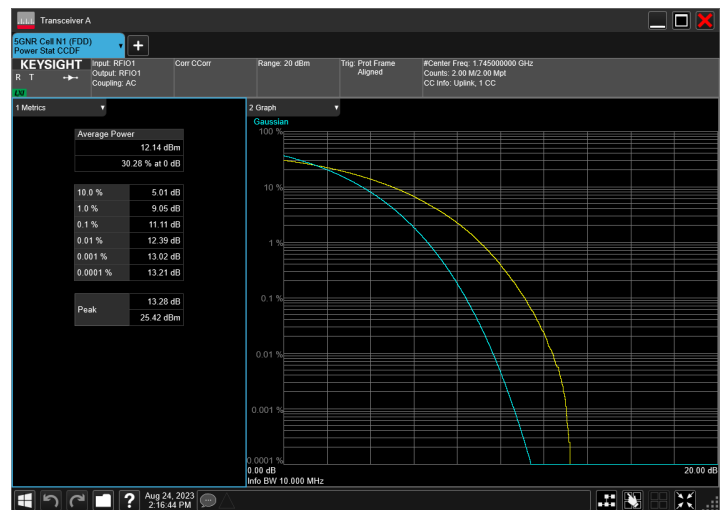 Transceiver A
5GNR Cell N1 (FDD)
Power Stat CCDF
KEYSIGHT
R T
LXI
Input: RFIO1
Output: RFIO1
Coupling: AC
Corr CCorr
Range: 20 dBm
Trig: Prot Frame
Aligned
#Center Freq: 1.745000000 GHz
Counts: 2.00 M/2.00 Mpt
CC Info: Uplink, 1 CC
1 Metrics
Average Power
12.14 dBm
30.28 % at 0 dB
10.0 % 5.01 dB
1.0 % 9.05 dB
0.1 % 11.11 dB
0.01 % 12.39 dB
0.001 % 13.02 dB
0.0001 % 13.21 dB
Peak
13.28 dB
25.42 dBm
2 Graph
Gaussian
100 %
10 %
1 %
0.1 %
0.01 %
0.001 %
0.0001 %
0.00 dB 20.00 dB
Info BW 10.000 MHz
?
Aug 24, 2023
2:16:44 PM